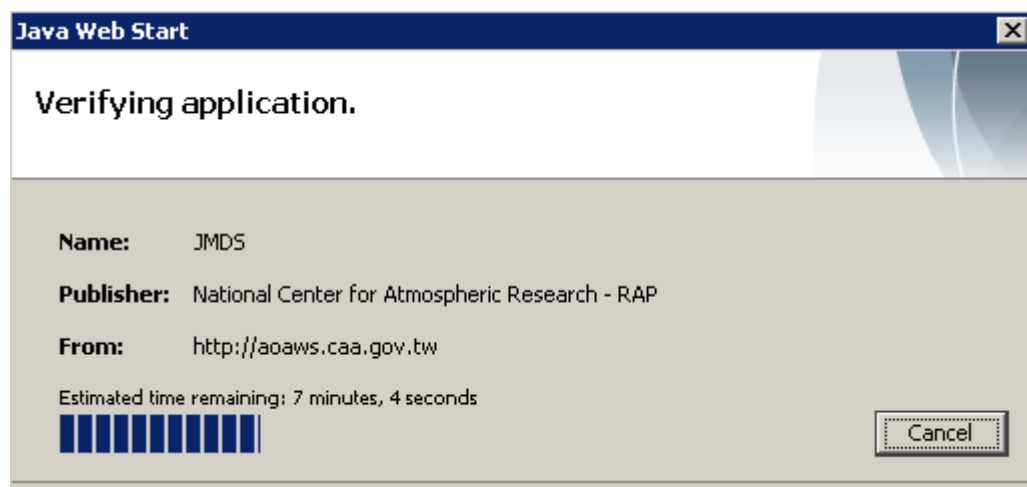 Java Web Start
Verifying application.
Name: JMDS
Publisher: National Center for Atmospheric Research - RAP
From: http://aoaws.caa.gov.tw
Estimated time remaining: 7 minutes, 4 seconds
Cancel